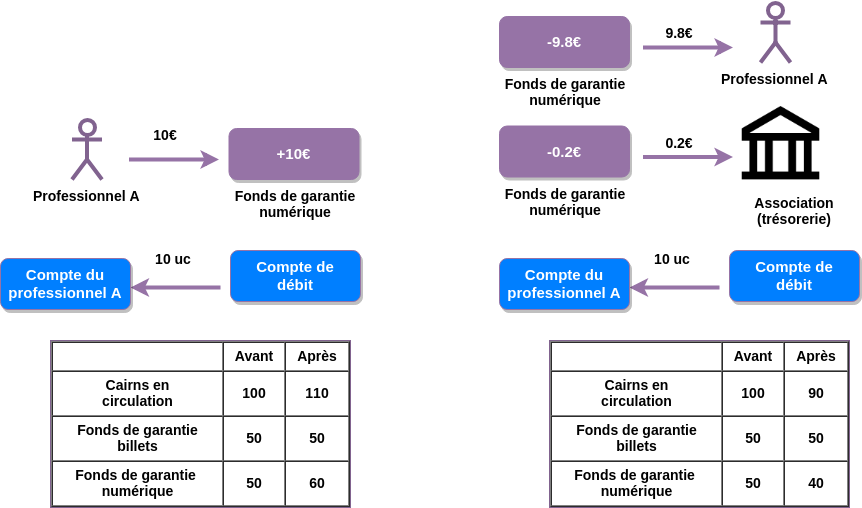 10€
+10€
Professionnel A
Fonds de garantie
numérique
10 uc
Compte du
professionnel A
Compte de
débit
Avant
Après
Cairns en
circulation
100
110
Fonds de garantie
billets
50
50
Fonds de garantie
numérique
50
60
-9.8€
9.8€
Professionnel A
Fonds de garantie
numérique
-0.2€
0.2€
Fonds de garantie
numérique
Association
(trésorerie)
10 uc
Compte du
professionnel A
Compte de
débit
Avant
Après
Cairns en
circulation
100
90
Fonds de garantie
billets
50
50
Fonds de garantie
numérique
50
40